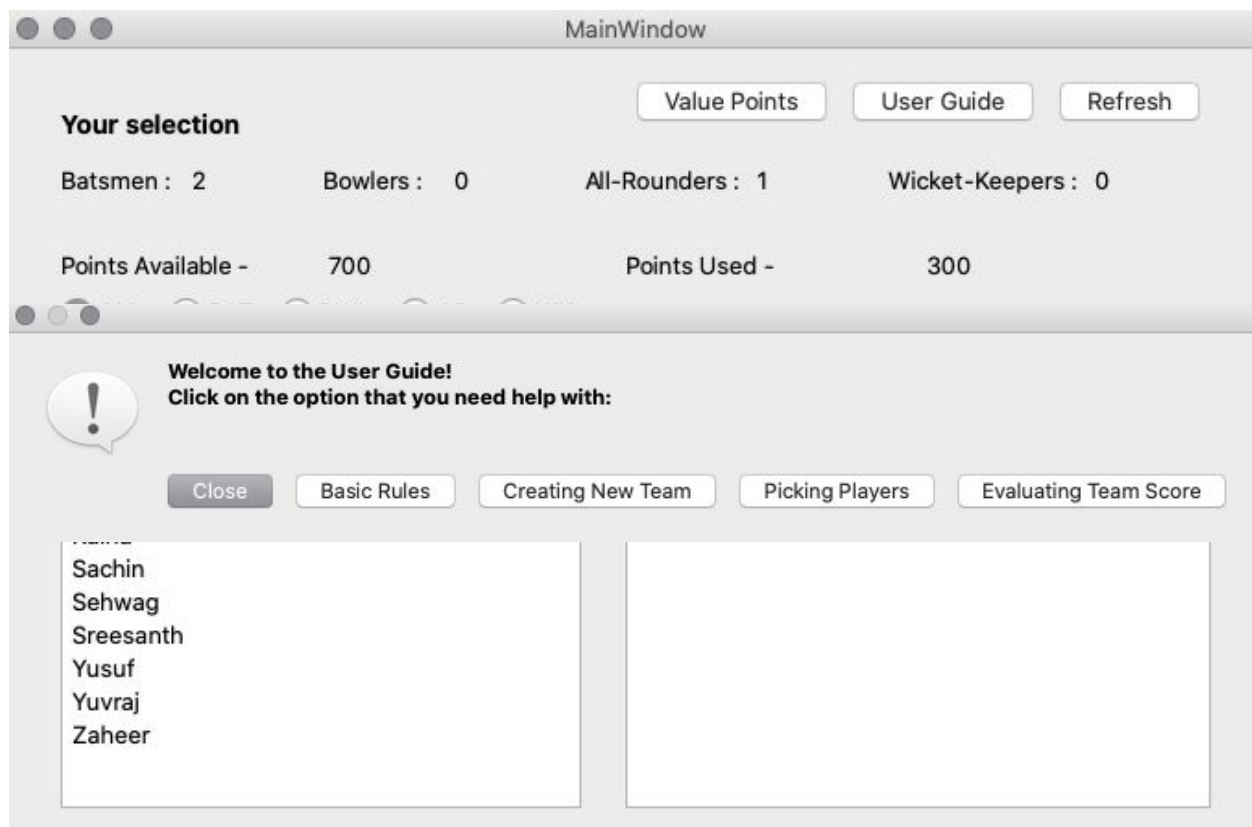 MainWindow
Value Points User Guide Refresh
Your selection
Batsmen : 2 Bowlers : 0 All-Rounders : 1 Wicket-Keepers : 0
Points Available - 700 Points Used - 300
Welcome to the User Guide!
Click on the option that you need help with:
Close Basic Rules Creating New Team Picking Players Evaluating Team Score
Sachin
Sehwag
Sreesanth
Yusuf
Yuvraj
Zaheer